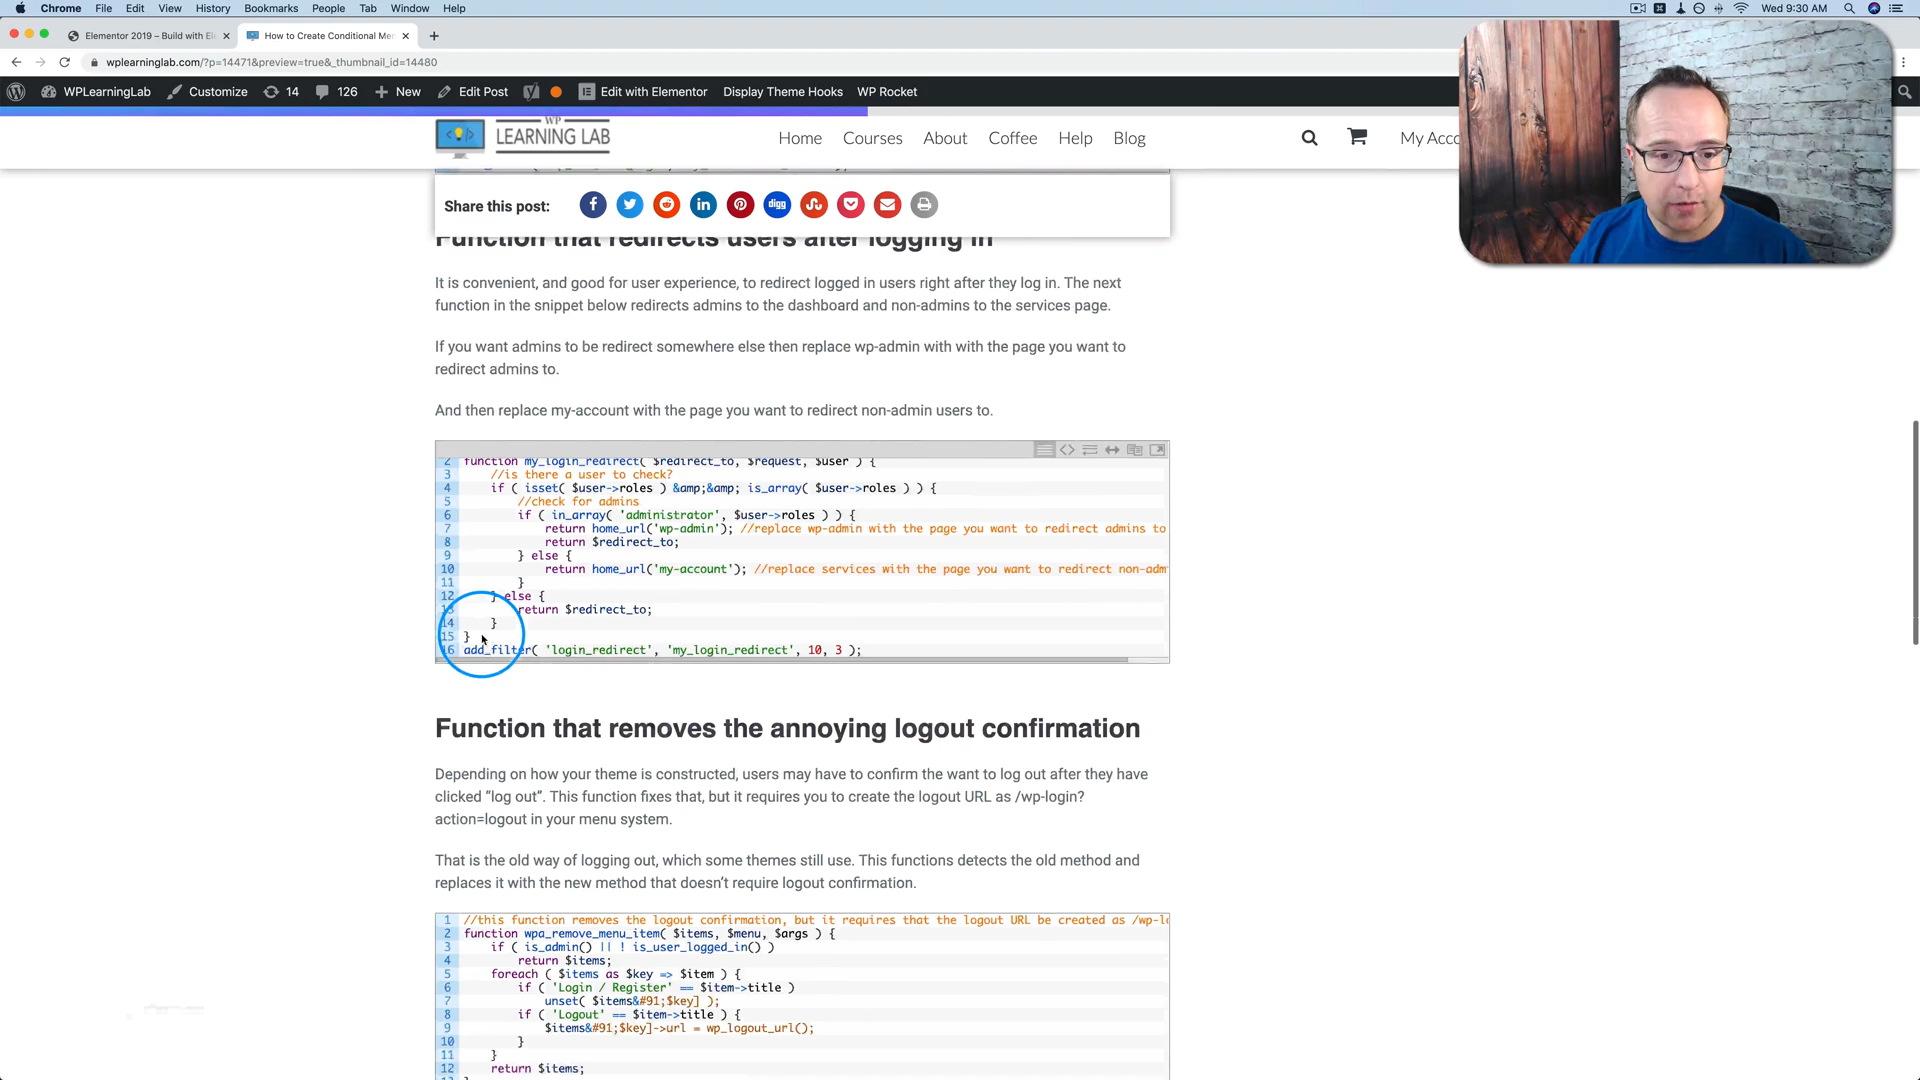 Chrome File Edit View History Bookmarks People Tab Window Help Wed 9:30 AM
Elementor 2019 – Build with El How to Create Conditional Me
wplearninglab.com/?p=14471&preview=true&_thumbnail_id=14480
WPLearningLab Customize 14 126 New Edit Post Edit with Elementor Display Theme Hooks WP Rocket
WP
LEARNING LAB
Home Courses About Coffee Help Blog My Acco
Share this post: digg
Function that redirects users after logging in
It is convenient, and good for user experience, to redirect logged in users right after they log in. The next
function in the snippet below redirects admins to the dashboard and non-admins to the services page.
If you want admins to be redirect somewhere else then replace wp-admin with with the page you want to
redirect admins to.
And then replace my-account with the page you want to redirect non-admin users to.
2 function my_login_redirect( $redirect_to, $request, $user ) {
3 //is there a user to check?
4 if ( isset( $user->roles ) &amp;&amp; is_array( $user->roles ) ) {
5 //check for admins
6 if ( in_array( 'administrator', $user->roles ) ) {
7 return home_url('wp-admin'); //replace wp-admin with the page you want to redirect admins to
8 return $redirect_to;
9 } else {
10 return home_url('my-account'); //replace services with the page you want to redirect non-adm
11 }
12 } else {
13 return $redirect_to;
14 }
15 }
16 add_filter( 'login_redirect', 'my_login_redirect', 10, 3 );
Function that removes the annoying logout confirmation
Depending on how your theme is constructed, users may have to confirm the want to log out after they have
clicked “log out”. This function fixes that, but it requires you to create the logout URL as /wp-login?
action=logout in your menu system.
That is the old way of logging out, which some themes still use. This functions detects the old method and
replaces it with the new method that doesn’t require logout confirmation.
1 //this function removes the logout confirmation, but it requires that the logout URL be created as /wp-l
2 function wpa_remove_menu_item( $items, $menu, $args ) {
3 if ( is_admin() || ! is_user_logged_in() )
4 return $items;
5 foreach ( $items as $key => $item ) {
6 if ( 'Login / Register' == $item->title )
7 unset( $items&#91;$key] );
8 if ( 'Logout' == $item->title ) {
9 $items&#91;$key]->url = wp_logout_url();
10 }
11 }
12 return $items;